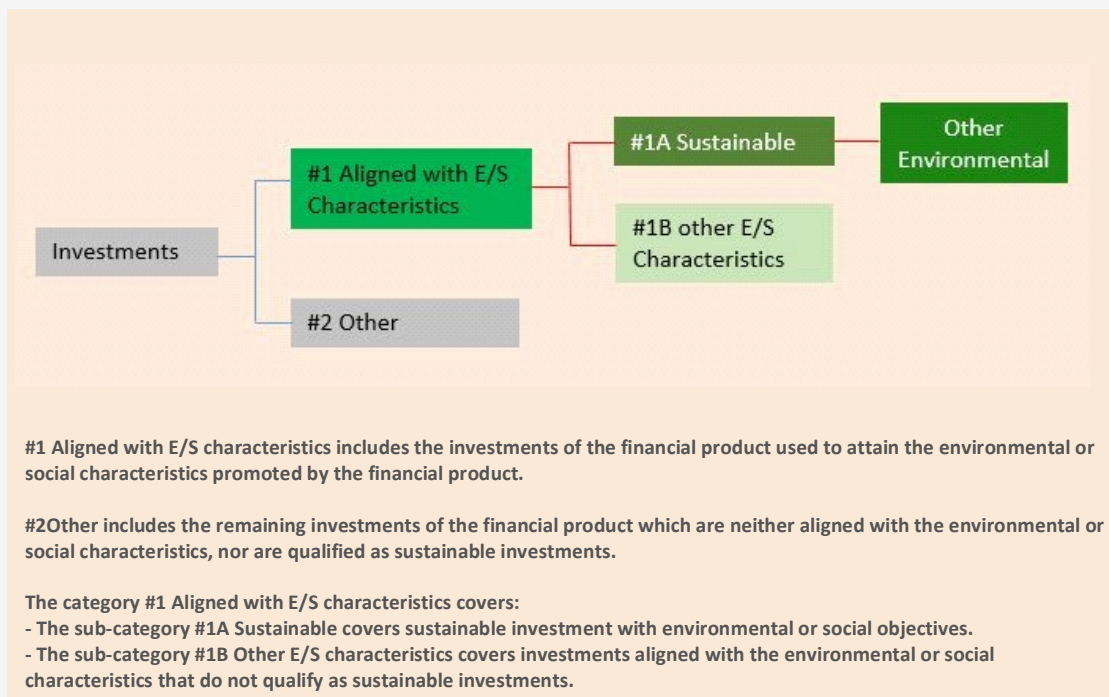 #1A Sustainable
Other
Environmental
#1 Aligned with E/S
Characteristics
#1B other E/S
Characteristics
Investments
#2 Other
#1 Aligned with E/S characteristics includes the investments of the financial product used to attain the environmental or
social characteristics promoted by the financial product.
#2Other includes the remaining investments of the financial product which are neither aligned with the environmental or
social characteristics, nor are qualified as sustainable investments.
The category #1 Aligned with E/S characteristics covers:
- The sub-category #1A Sustainable covers sustainable investment with environmental or social objectives.
- The sub-category #1B Other E/S characteristics covers investments aligned with the environmental or social
characteristics that do not qualify as sustainable investments.